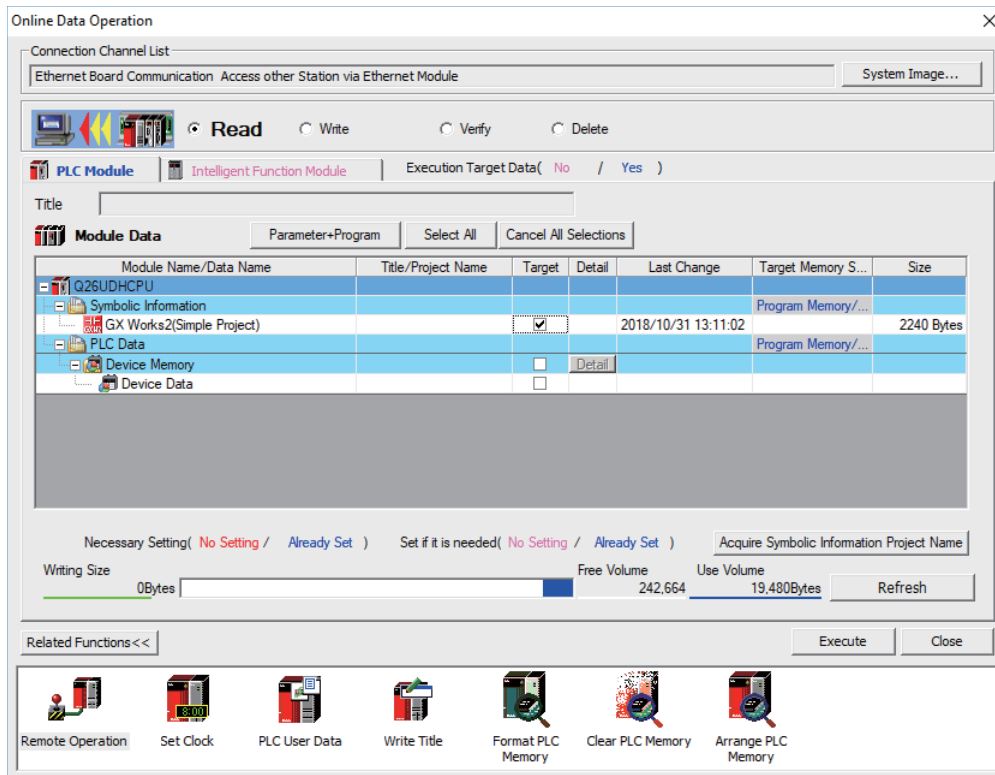 Online Data Operation
Connection Channel List
Ethernet Board Communication Access other Station via Ethernet Module
System Image...
Read Write Verify Delete
PLC Module Intelligent Function Module Execution Target Data( No / Yes )
Title
Module Data Parameter+Program Select All Cancel All Selections
Module Name/Data Name Title/Project Name Target Detail Last Change Target Memory S... Size
Q26UDHCPU
Symbolic Information Program Memory/...
GX Works2(Simple Project) 2018/10/31 13:11:02 2240 Bytes
PLC Data Program Memory/...
Device Memory Detail
Device Data
Necessary Setting( No Setting / Already Set ) Set if it is needed( No Setting / Already Set ) Acquire Symbolic Information Project Name
Writing Size Free Volume Use Volume
0Bytes 242,664 19,480Bytes Refresh
Related Functions<< Execute Close
8:00
Remote Operation Set Clock PLC User Data Write Title Format PLC Memory Clear PLC Memory Arrange PLC Memory